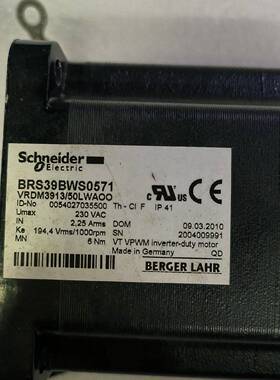 Schneider
Electric
BRS39BWS0571
VRDM3913/50LWAOO
ID-No 0054027035500 Th - Cl F IP 41
Umax 230 VAC
IN 2,25 Arms DOM 09.03.2010
Ke 194,4 Vrms/1000rpm SN 2004009991
MN 6 Nm VT VPWM inverter-duty motor
Made in Germany QD
BERGER LAHR
c RU US